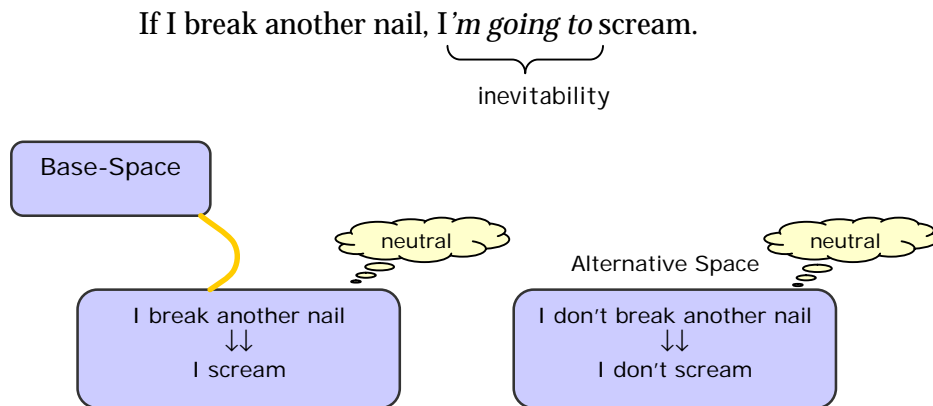 If I break another nail, I'm going to scream.
inevitability
Base-Space
neutral
neutral
Alternative Space
I break another nail
↓↓
I scream
I don't break another nail
↓↓
I don't scream